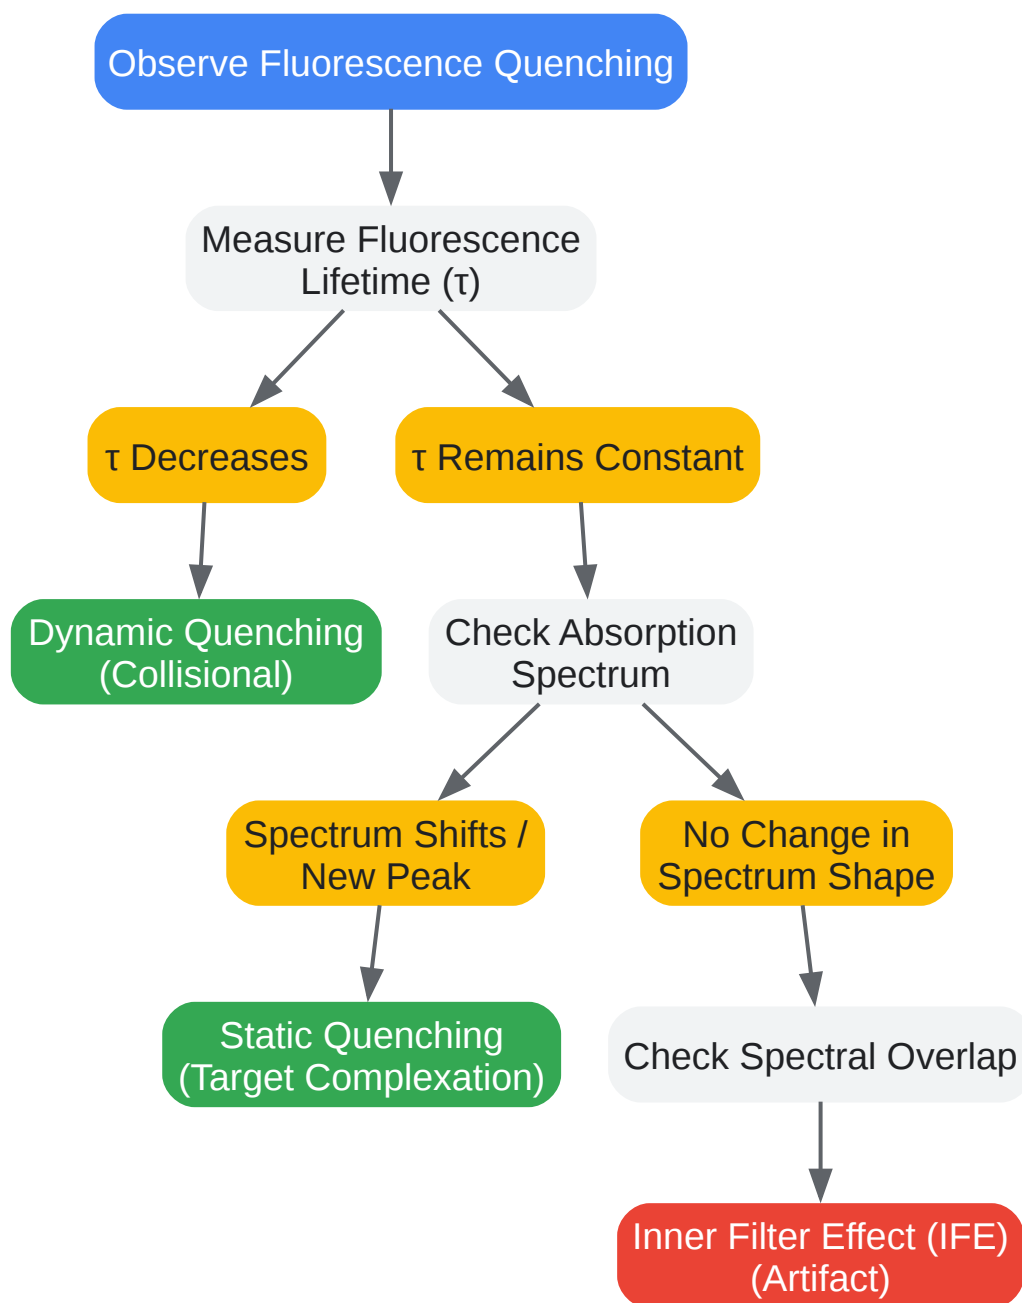 Observe Fluorescence Quenching
Measure Fluorescence
Lifetime (τ)
τ Decreases
τ Remains Constant
Dynamic Quenching
(Collisional)
Check Absorption
Spectrum
Spectrum Shifts /
New Peak
No Change in
Spectrum Shape
Static Quenching
(Target Complexation)
Check Spectral Overlap
Inner Filter Effect (IFE)
(Artifact)